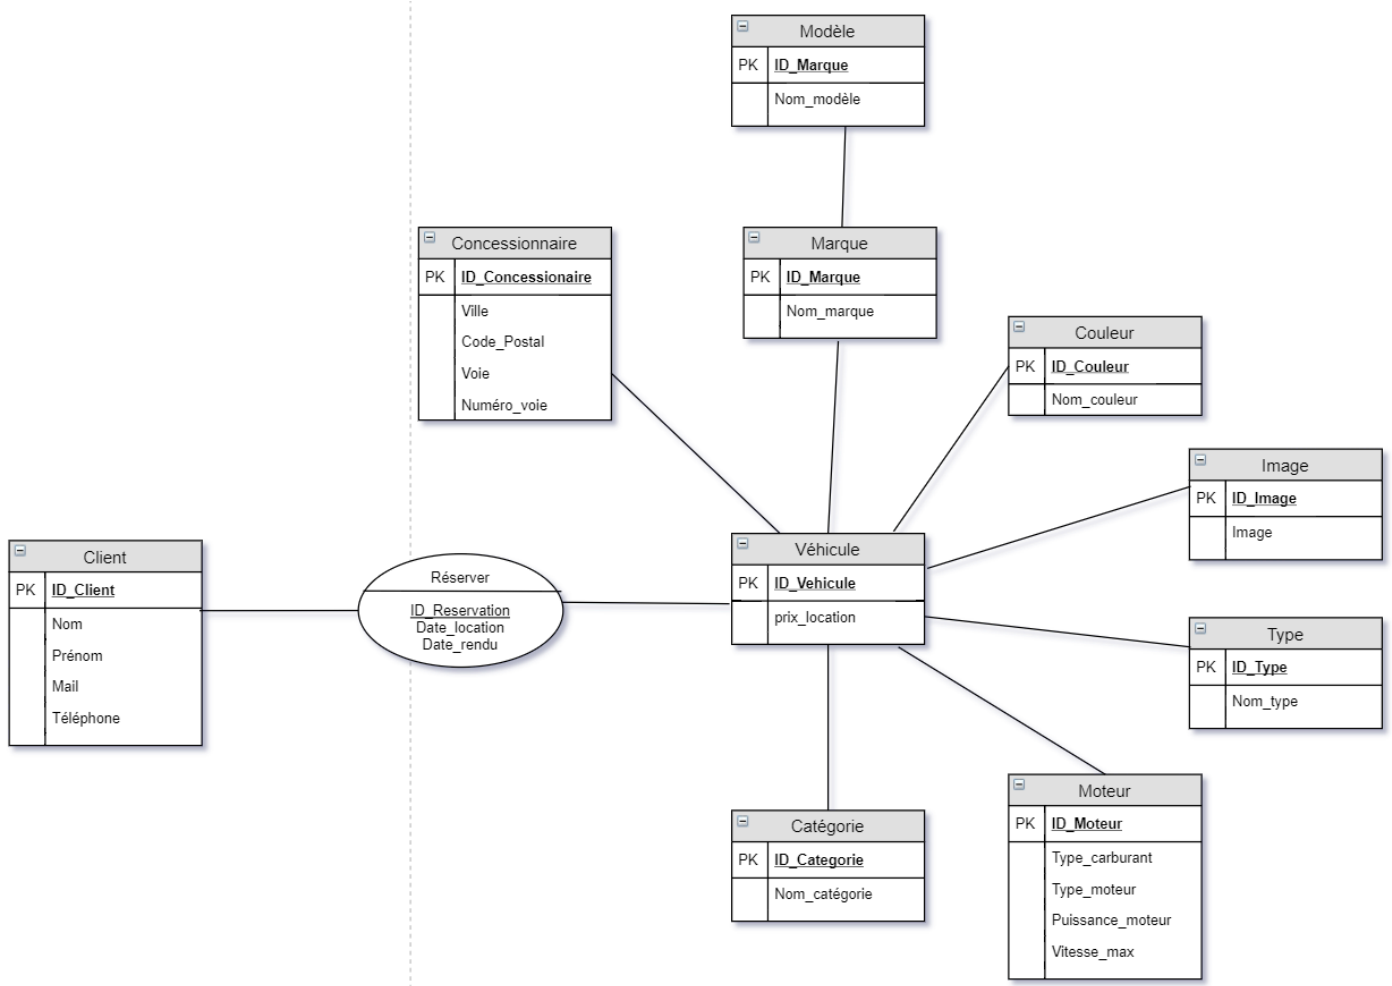 Modèle
PK ID_Marque
Nom_modèle
Concessionnaire
PK ID_Concessionaire
Ville
Code_Postal
Voie
Numéro_voie
Marque
PK ID_Marque
Nom_marque
Couleur
PK ID_Couleur
Nom_couleur
Image
PK ID_Image
Image
Client
PK ID_Client
Nom
Prénom
Mail
Téléphone
Réserver
ID_Reservation
Date_location
Date_rendu
Véhicule
PK ID_Vehicule
prix_location
Type
PK ID_Type
Nom_type
Catégorie
PK ID_Categorie
Nom_catégorie
Moteur
PK ID_Moteur
Type_carburant
Type_moteur
Puissance_moteur
Vitesse_max